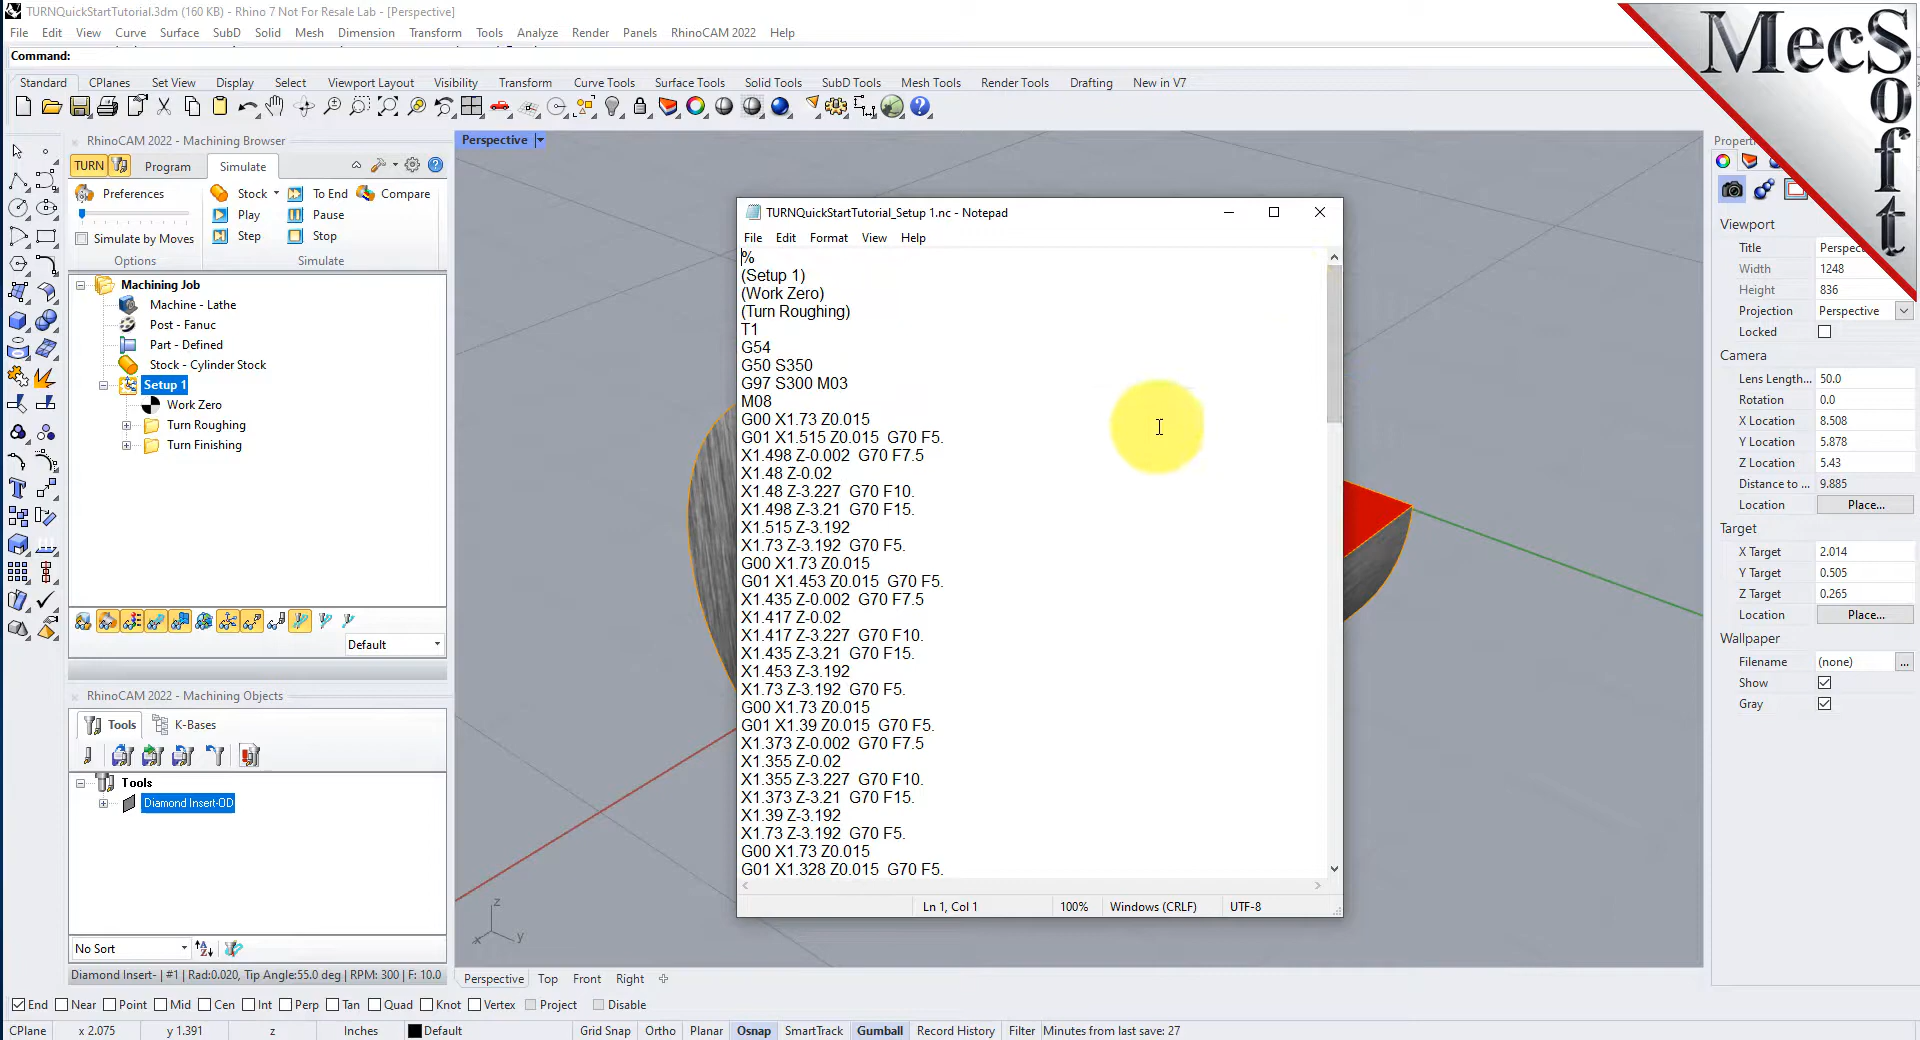 TURNQuickStartTutorial.3dm (160 KB) - Rhino 7 Not For Resale Lab - [Perspective]
File Edit View Curve Surface SubD Solid Mesh Dimension Transform Tools Analyze Render Panels RhinoCAM 2022 Help
Command:
Standard CPlanes Set View Display Select Viewport Layout Visibility Transform Curve Tools Surface Tools Solid Tools SubD Tools Mesh Tools Render Tools Drafting New in V7
MecSoft
RhinoCAM 2022 - Machining Browser
TURN Program Simulate
Preferences Stock To End Compare
Play Pause
Simulate by Moves Step Stop
Options Simulate
Machining Job
Machine - Lathe
Post - Fanuc
Part - Defined
Stock - Cylinder Stock
Setup 1
Work Zero
Turn Roughing
Turn Finishing
Default
RhinoCAM 2022 - Machining Objects
Tools K-Bases
Tools
Diamond Insert-OD
No Sort
Diamond Insert- | #1 | Rad:0.020, Tip Angle:55.0 deg | RPM: 300 | F: 10.0
Perspective
TURNQuickStartTutorial_Setup 1.nc - Notepad
File Edit Format View Help
%
(Setup 1)
(Work Zero)
(Turn Roughing)
T1
G54
G50 S350
G97 S300 M03
M08
G00 X1.73 Z0.015
G01 X1.515 Z0.015  G70 F5.
X1.498 Z-0.002  G70 F7.5
X1.48 Z-0.02
X1.48 Z-3.227  G70 F10.
X1.498 Z-3.21  G70 F15.
X1.515 Z-3.192
X1.73 Z-3.192  G70 F5.
G00 X1.73 Z0.015
G01 X1.453 Z0.015  G70 F5.
X1.435 Z-0.002  G70 F7.5
X1.417 Z-0.02
X1.417 Z-3.227  G70 F10.
X1.435 Z-3.21  G70 F15.
X1.453 Z-3.192
X1.73 Z-3.192  G70 F5.
G00 X1.73 Z0.015
G01 X1.39 Z0.015  G70 F5.
X1.373 Z-0.002  G70 F7.5
X1.355 Z-0.02
X1.355 Z-3.227  G70 F10.
X1.373 Z-3.21  G70 F15.
X1.39 Z-3.192
X1.73 Z-3.192  G70 F5.
G00 X1.73 Z0.015
G01 X1.328 Z0.015  G70 F5.
Ln 1, Col 1 100% Windows (CRLF) UTF-8
z
x y
Viewport
Title
Width 1248
Height 836
Projection Perspective
Locked
Camera
Lens Length... 50.0
Rotation 0.0
X Location 8.508
Y Location 5.878
Z Location 5.43
Distance to ... 9.885
Location Place...
Target
X Target 2.014
Y Target 0.505
Z Target 0.265
Location Place...
Wallpaper
Filename (none) ...
Show
Gray
Perspective Top Front Right
End Near Point Mid Cen Int Perp Tan Quad Knot Vertex Project Disable
CPlane x 2.075 y 1.391 z Inches Default Grid Snap Ortho Planar Osnap SmartTrack Gumball Record History Filter Minutes from last save: 27